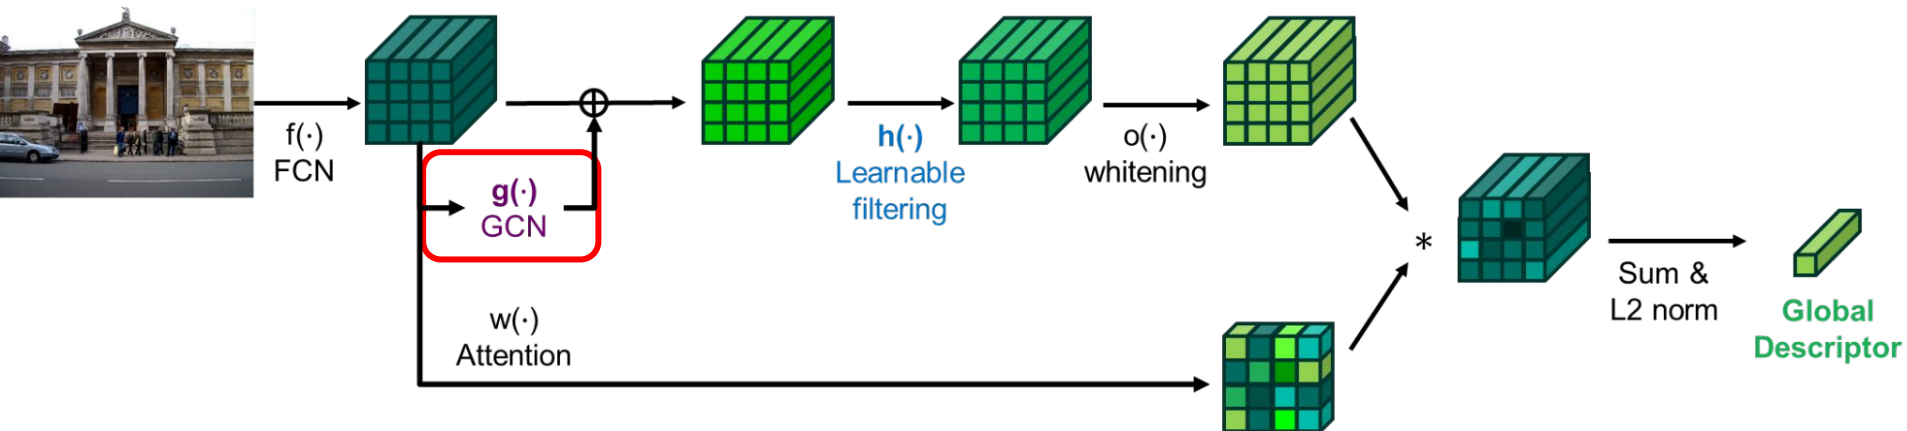 f(·)
FCN
g(·)
GCN
h(·)
Learnable
filtering
o(·)
whitening
w(·)
Attention
*
Sum &
L2 norm
Global
Descriptor